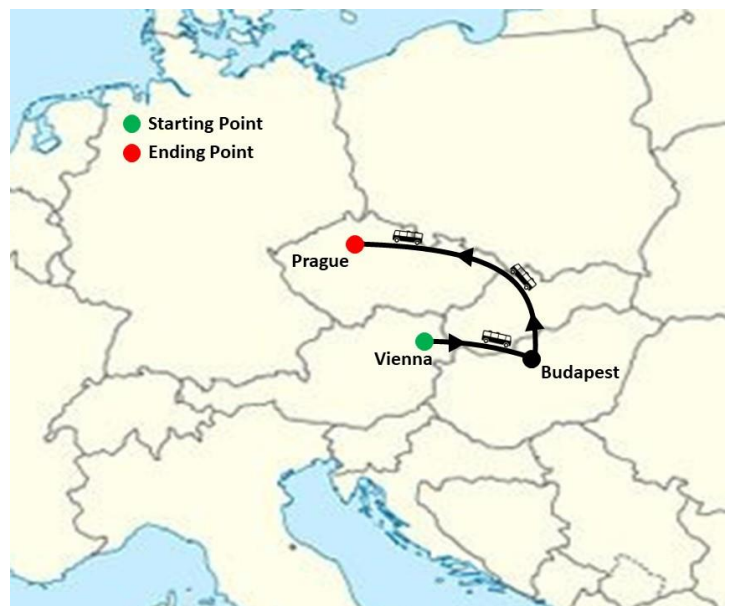 Starting Point
Ending Point
Prague
Vienna
Budapest